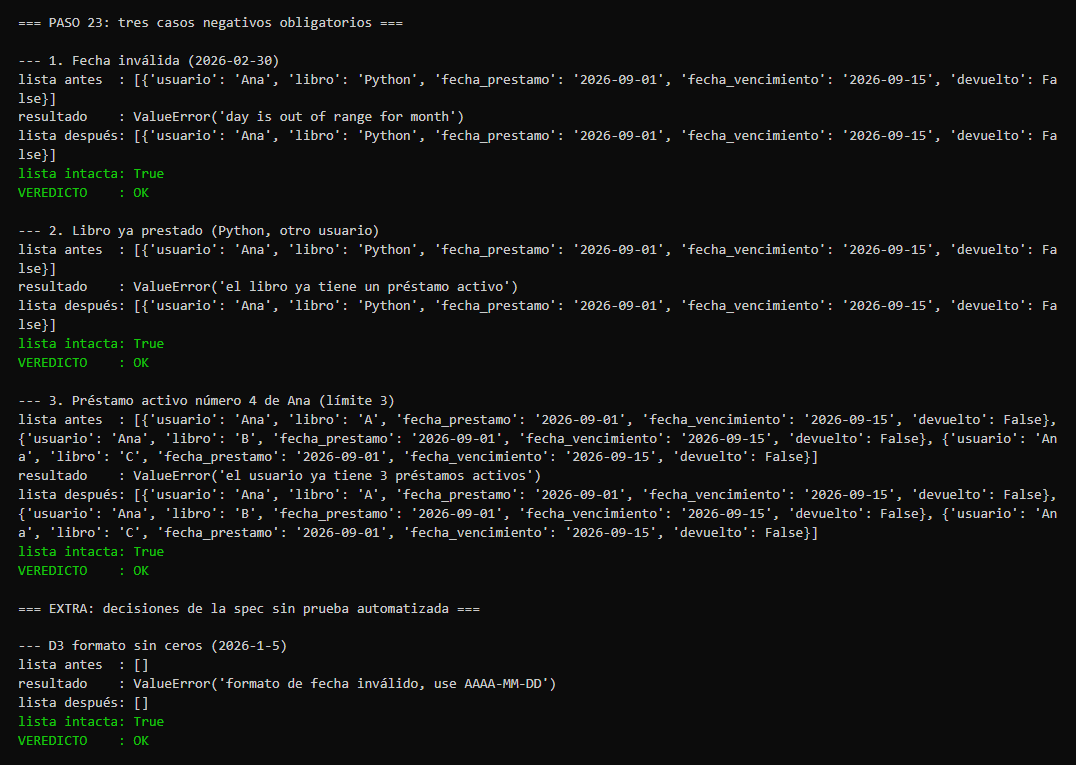 === PASO 23: tres casos negativos obligatorios ===
--- 1. Fecha inválida (2026-02-30)
lista antes  : [{'usuario': 'Ana', 'libro': 'Python', 'fecha_prestamo': '2026-09-01', 'fecha_vencimiento': '2026-09-15', 'devuelto': Fa
lse}]
resultado    : ValueError('day is out of range for month')
lista después: [{'usuario': 'Ana', 'libro': 'Python', 'fecha_prestamo': '2026-09-01', 'fecha_vencimiento': '2026-09-15', 'devuelto': Fa
lse}]
lista intacta: True
VEREDICTO    : OK
--- 2. Libro ya prestado (Python, otro usuario)
lista antes  : [{'usuario': 'Ana', 'libro': 'Python', 'fecha_prestamo': '2026-09-01', 'fecha_vencimiento': '2026-09-15', 'devuelto': Fa
lse}]
resultado    : ValueError('el libro ya tiene un préstamo activo')
lista después: [{'usuario': 'Ana', 'libro': 'Python', 'fecha_prestamo': '2026-09-01', 'fecha_vencimiento': '2026-09-15', 'devuelto': Fa
lse}]
lista intacta: True
VEREDICTO    : OK
--- 3. Préstamo activo número 4 de Ana (límite 3)
lista antes  : [{'usuario': 'Ana', 'libro': 'A', 'fecha_prestamo': '2026-09-01', 'fecha_vencimiento': '2026-09-15', 'devuelto': False},
{'usuario': 'Ana', 'libro': 'B', 'fecha_prestamo': '2026-09-01', 'fecha_vencimiento': '2026-09-15', 'devuelto': False}, {'usuario': 'An
a', 'libro': 'C', 'fecha_prestamo': '2026-09-01', 'fecha_vencimiento': '2026-09-15', 'devuelto': False}]
resultado    : ValueError('el usuario ya tiene 3 préstamos activos')
lista después: [{'usuario': 'Ana', 'libro': 'A', 'fecha_prestamo': '2026-09-01', 'fecha_vencimiento': '2026-09-15', 'devuelto': False},
{'usuario': 'Ana', 'libro': 'B', 'fecha_prestamo': '2026-09-01', 'fecha_vencimiento': '2026-09-15', 'devuelto': False}, {'usuario': 'An
a', 'libro': 'C', 'fecha_prestamo': '2026-09-01', 'fecha_vencimiento': '2026-09-15', 'devuelto': False}]
lista intacta: True
VEREDICTO    : OK
=== EXTRA: decisiones de la spec sin prueba automatizada ===
--- D3 formato sin ceros (2026-1-5)
lista antes  : []
resultado    : ValueError('formato de fecha inválido, use AAAA-MM-DD')
lista después: []
lista intacta: True
VEREDICTO    : OK